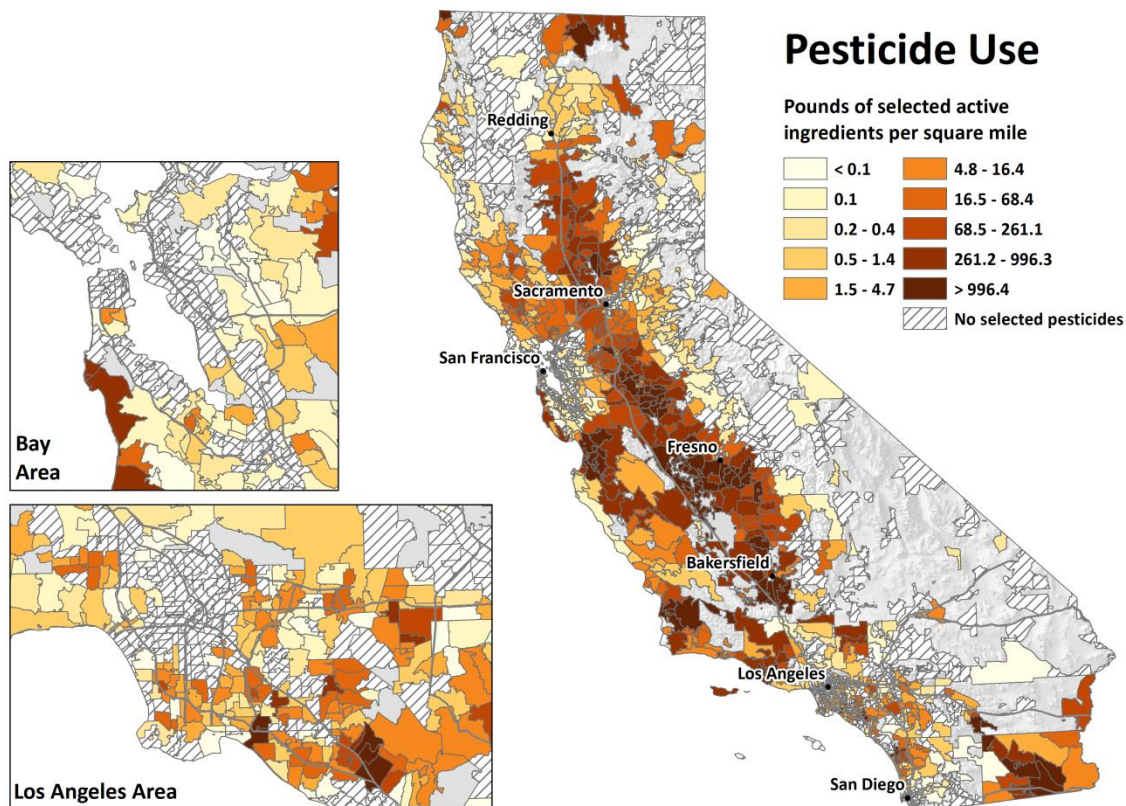 Pesticide Use
Pounds of selected active
ingredients per square mile
< 0.1
0.1
0.2 - 0.4
0.5 - 1.4
1.5 - 4.7
4.8 - 16.4
16.5 - 68.4
68.5 - 261.1
261.2 - 996.3
> 996.4
No selected pesticides
Redding
Sacramento
San Francisco
Fresno
Bakersfield
Los Angeles
San Diego
Bay
Area
Los Angeles Area